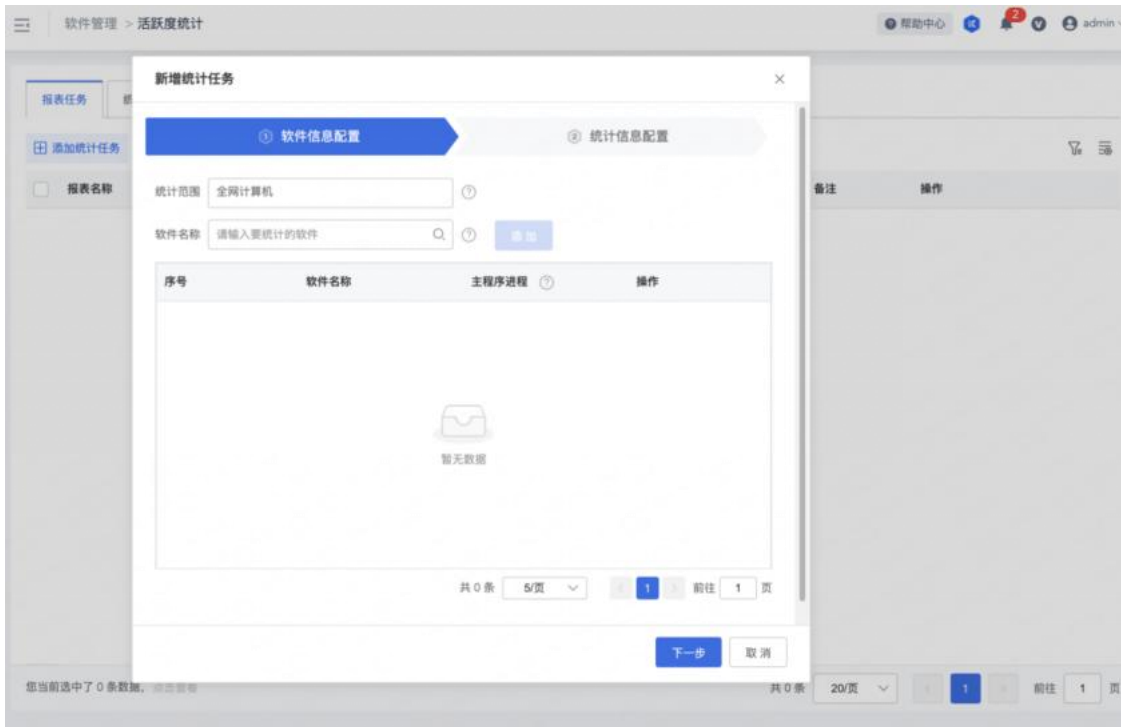 软件管理 > 活跃度统计
帮助中心
2
admin
新增统计任务
报表任务
① 软件信息配置
② 统计信息配置
添加统计任务
统计范围 全网计算机
报表名称
备注 操作
软件名称 请输入要统计的软件 添加
序号 软件名称 主程序进程 操作
暂无数据
共 0 条 5/页 1 前往 1 页
下一步 取消
您当前选中了 0 条数据, 点击查看
共 0 条 20/页 1 前往 1 页